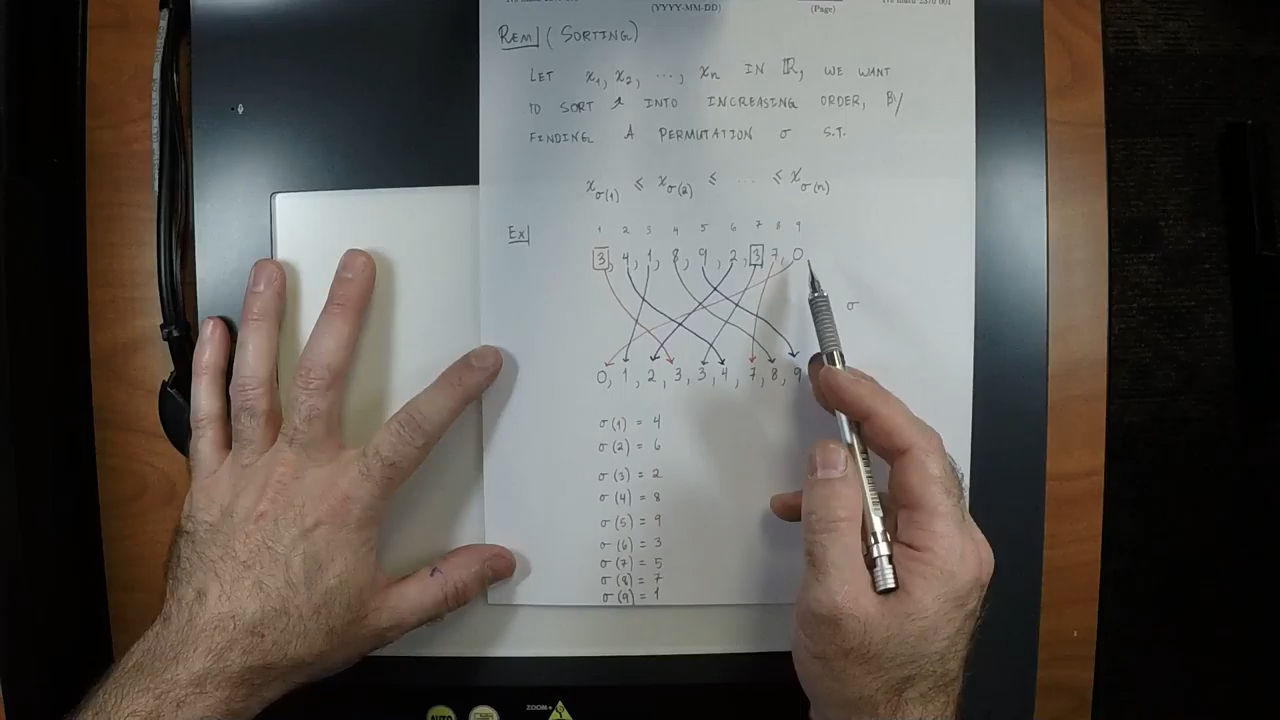 (YYYY-MM-DD)
(Page)
REM (SORTING)
LET x1, x2, ..., xn IN ℝ, WE WANT
TO SORT ↗ INTO INCREASING ORDER, BY
FINDING A PERMUTATION σ S.T.
xσ(1) ≤ xσ(2) ≤ ... ≤ xσ(n)
Ex
1 2 3 4 5 6 7 8 9
3, 4, 1, 8, 9, 2, 3 7, 0
σ
0, 1, 2, 3, 3, 4, 7, 8, 9
σ(1) = 4
σ(2) = 6
σ(3) = 2
σ(4) = 8
σ(5) = 9
σ(6) = 3
σ(7) = 5
σ(8) = 7
σ(9) = 1
AUTO
ZOOM+